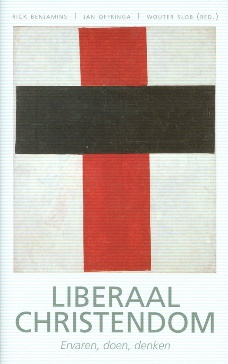 RICK BENJAMINS | JAN OFFRINGA | WOUTER SLOB (RED.)
LIBERAAL
CHRISTENDOM
Ervaren, doen, denken